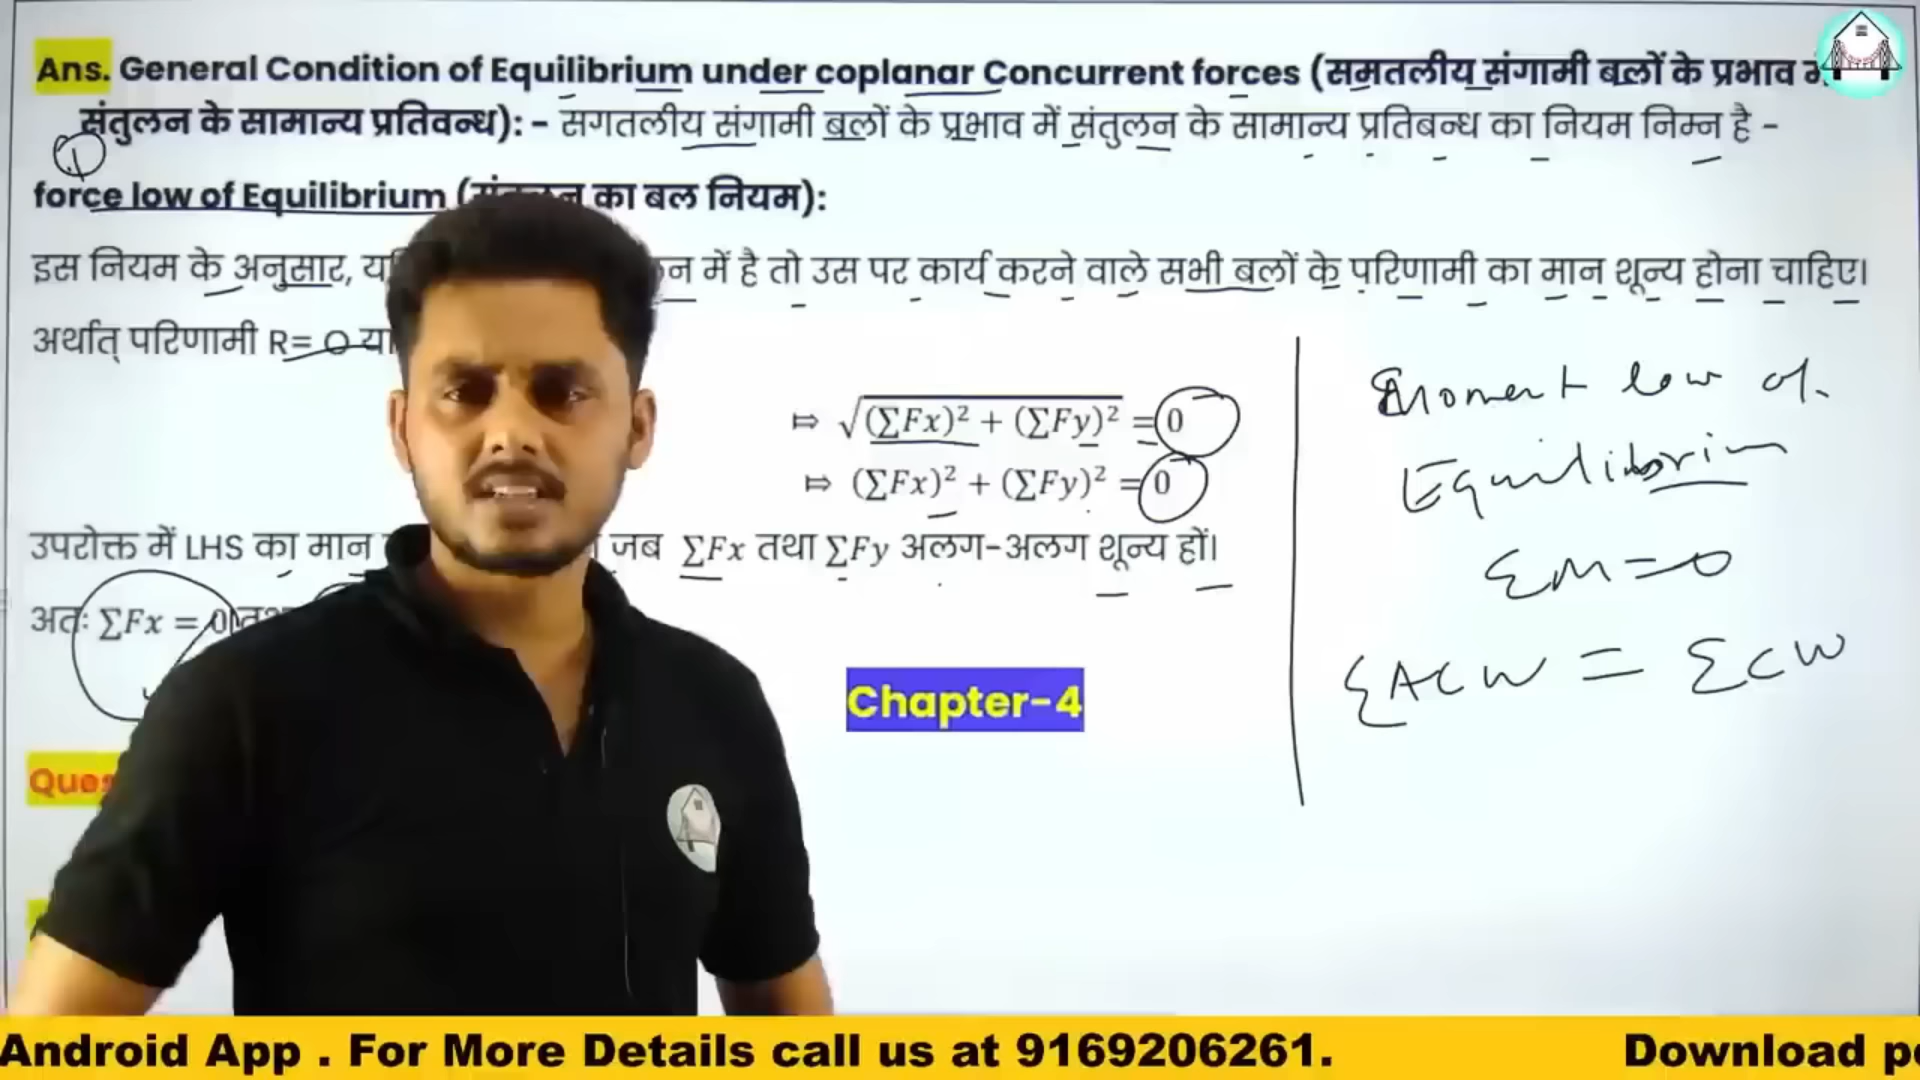 Ans. General Condition of Equilibrium under coplanar Concurrent forces (समतलीय संगामी बलों के प्रभाव में
संतुलन के सामान्य प्रतिवन्ध): - सगतलीय संगामी बलों के प्रभाव में संतुलन के सामान्य प्रतिबन्ध का नियम निम्न है -
1
force low of Equilibrium ( का बल नियम):
इस नियम के अनुसार, में है तो उस पर कार्य करने वाले सभी बलों के परिणामी का मान शून्य होना चाहिए।
अर्थात् परिणामी R= 0 या
⇒ √(∑Fx)² + (∑Fy)² = 0
⇒ (∑Fx)² + (∑Fy)² = 0
उपरोक्त में LHS का मान जब ∑Fx तथा ∑Fy अलग-अलग शून्य हों।
अतः ∑Fx = 0
Moment low of
Equilibrium
ΣM=0
ΣACW = ΣCW
Chapter-4
Ques
Android App . For More Details call us at 9169206261. Download